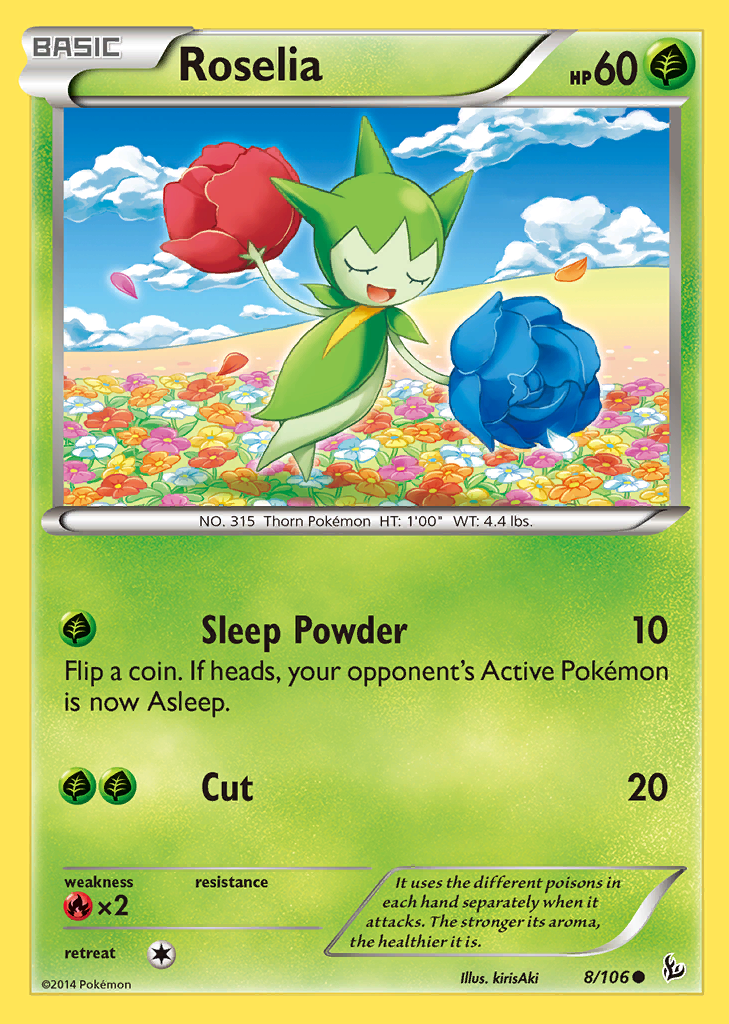 BASIC
Roselia
HP60
NO. 315 Thorn Pokémon HT: 1'00" WT: 4.4 lbs.
Sleep Powder 10
Flip a coin. If heads, your opponent's Active Pokémon
is now Asleep.
Cut 20
weakness resistance
×2
retreat
It uses the different poisons in
each hand separately when it
attacks. The stronger its aroma,
the healthier it is.
©2014 Pokémon
Illus. kirisAki
8/106